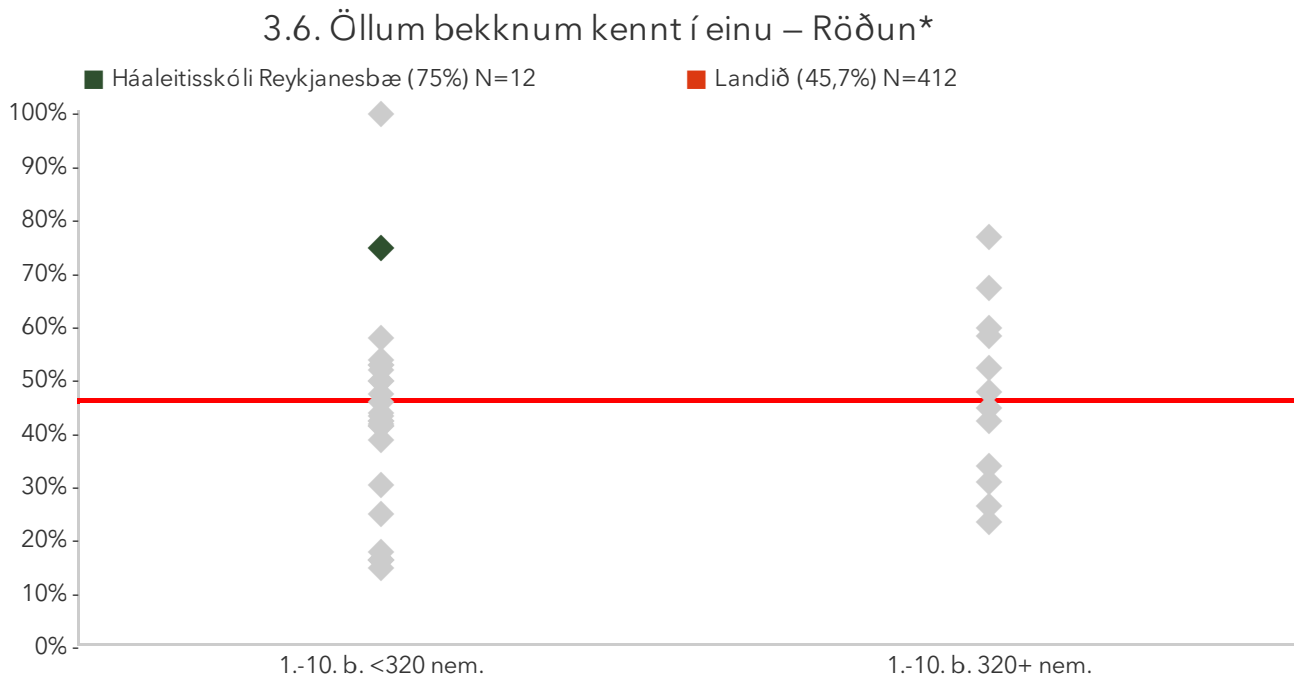 3.6. Öllum bekknum kennt í einu – Röðun*
Háaleitisskóli Reykjanesbæ (75%) N=12
Landið (45,7%) N=412
100%
90%
80%
70%
60%
50%
40%
30%
20%
10%
0%
1.-10. b. <320 nem.
1.-10. b. 320+ nem.